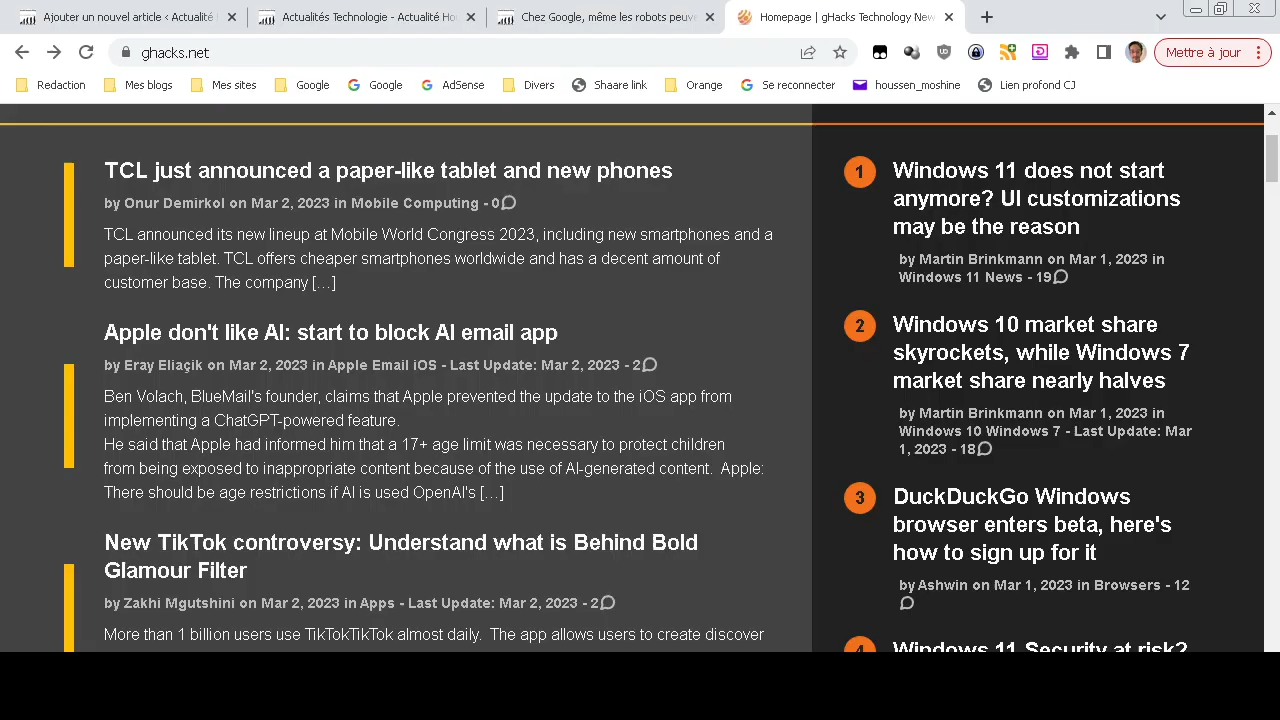 Ajouter un nouvel article ‹ Actualité
Actualités Technologie - Actualité Ho
Chez Google, même les robots peuv
Homepage | gHacks Technology New
ghacks.net
Mettre à jour
Redaction
Mes blogs
Mes sites
Google
Google
AdSense
Divers
Shaare link
Orange
Se reconnecter
houssen_moshine
Lien profond CJ
TCL just announced a paper-like tablet and new phones
by Onur Demirkol on Mar 2, 2023 in Mobile Computing - 0
TCL announced its new lineup at Mobile World Congress 2023, including new smartphones and a
paper-like tablet. TCL offers cheaper smartphones worldwide and has a decent amount of
customer base. The company [...]
Apple don't like AI: start to block AI email app
by Eray Eliaçik on Mar 2, 2023 in Apple Email iOS - Last Update: Mar 2, 2023 - 2
Ben Volach, BlueMail's founder, claims that Apple prevented the update to the iOS app from
implementing a ChatGPT-powered feature.
He said that Apple had informed him that a 17+ age limit was necessary to protect children
from being exposed to inappropriate content because of the use of AI-generated content.  Apple:
There should be age restrictions if AI is used OpenAI's [...]
New TikTok controversy: Understand what is Behind Bold
Glamour Filter
by Zakhi Mgutshini on Mar 2, 2023 in Apps - Last Update: Mar 2, 2023 - 2
More than 1 billion users use TikTokTikTok almost daily.  The app allows users to create discover
1
Windows 11 does not start
anymore? UI customizations
may be the reason
by Martin Brinkmann on Mar 1, 2023 in
Windows 11 News - 19
2
Windows 10 market share
skyrockets, while Windows 7
market share nearly halves
by Martin Brinkmann on Mar 1, 2023 in
Windows 10 Windows 7 - Last Update: Mar
1, 2023 - 18
3
DuckDuckGo Windows
browser enters beta, here's
how to sign up for it
by Ashwin on Mar 1, 2023 in Browsers - 12
4
Windows 11 Security at risk?